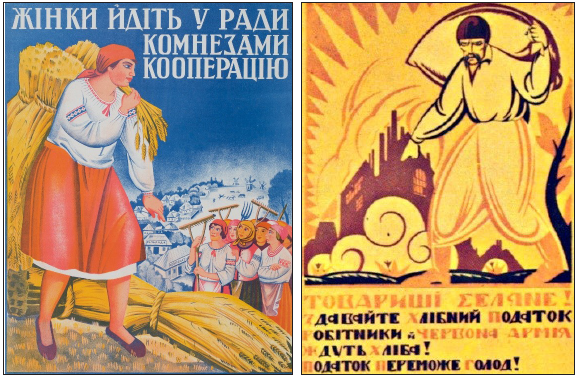 ЖІНКИ ЙДІТЬ У РАДИ
КОМНЕЗАМИ
КООПЕРАЦІЮ
ТОВАРИШІ СЕЛЯНЕ!
ЗДАВАЙТЕ ХЛІБНИЙ ПОДАТОК
РОБІТНИКИ й ЧЕРВОНА АРМІЯ
ЖДУТЬ ХЛІБА!
ПОДАТОК ПЕРЕМОЖЕ ГОЛОД!